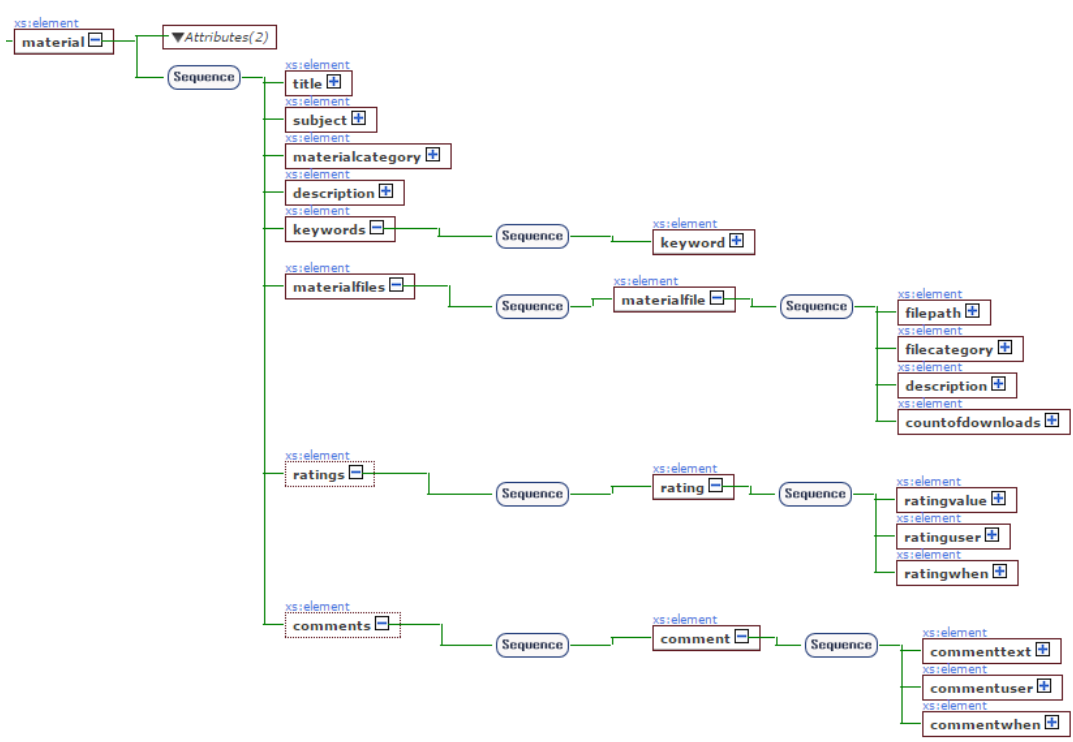 xs:element
material
▼Attributes(2)
Sequence
xs:element
title
xs:element
subject
xs:element
materialcategory
xs:element
description
xs:element
keywords
Sequence
xs:element
keyword
xs:element
materialfiles
Sequence
xs:element
materialfile
Sequence
xs:element
filepath
xs:element
filecategory
xs:element
description
xs:element
countofdownloads
xs:element
ratings
Sequence
xs:element
rating
Sequence
xs:element
ratingvalue
xs:element
ratinguser
xs:element
ratingwhen
xs:element
comments
Sequence
xs:element
comment
Sequence
xs:element
commenttext
xs:element
commentuser
xs:element
commentwhen